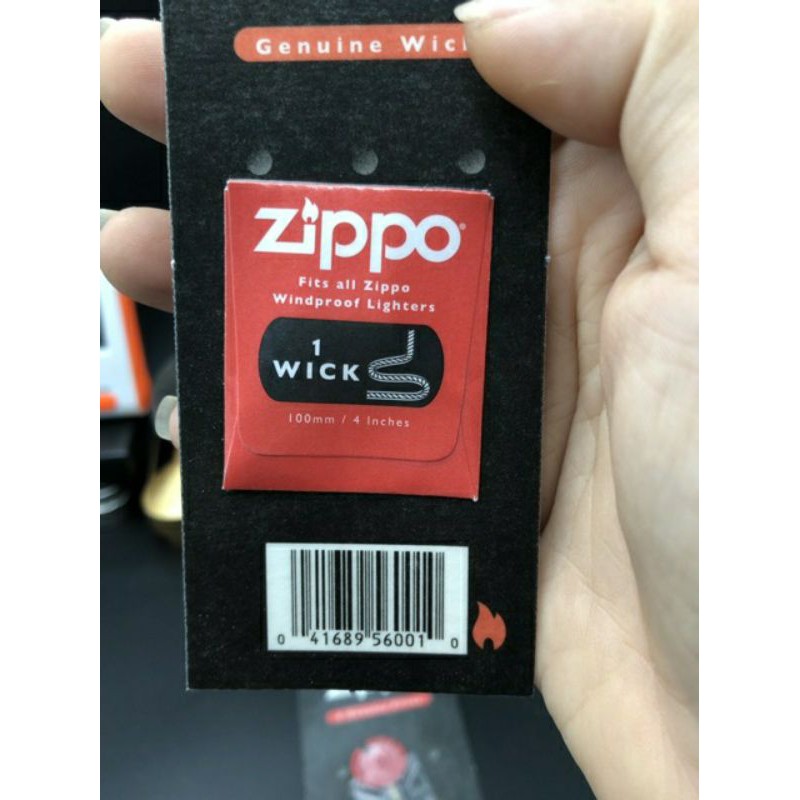 Genuine Wic
zippo®
Fits all Zippo
Windproof Lighters
1
WICK
100mm / 4 Inches
0 41689 56001 0